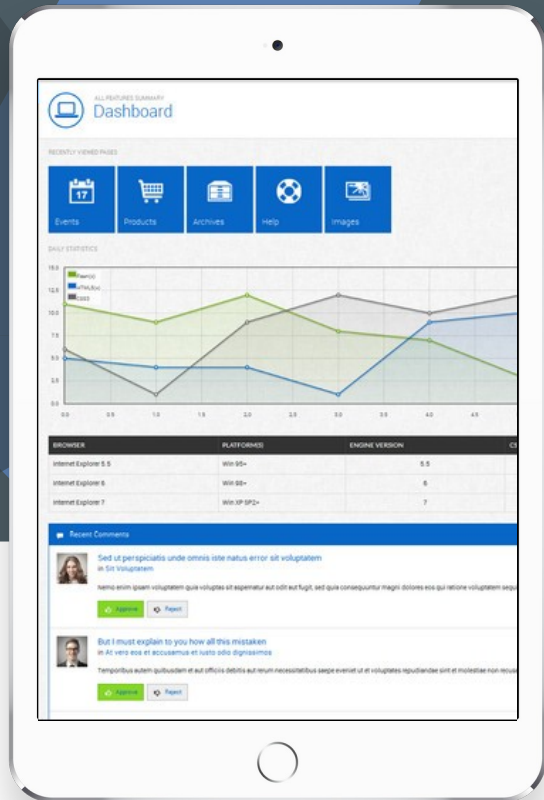 ALL FEATURES SUMMARY
Dashboard
RECENTLY VIEWED PAGES
17
Events
Products
Archives
Help
Images
DAILY STATISTICS
15.0
12.5
10.0
7.5
5.0
2.5
0.0
HTML5(x)
CSS3
0.0 0.5 1.0 1.5 2.0 2.5 3.0 3.5 4.0 4.5
BROWSER PLATFORM(S) ENGINE VERSION CS
Internet Explorer 5.5 Win 95+ 5.5
Internet Explorer 6 Win 98+ 6
Internet Explorer 7 Win XP SP2+ 7
Recent Comments
Sed ut perspiciatis unde omnis iste natus error sit voluptatem
in Sit Voluptatem
Nemo enim ipsam voluptatem quia voluptas sit aspernatur aut odit aut fugit, sed quia consequuntur magni dolores eos qui ratione voluptatem sequi
Approve Reject
But I must explain to you how all this mistaken
in At vero eos et accusamus et iusto odio dignissimos
Temporibus autem quibusdam et aut officiis debitis aut rerum necessitatibus saepe eveniet ut et voluptates repudiandae sint et molestiae non recusa
Approve Reject